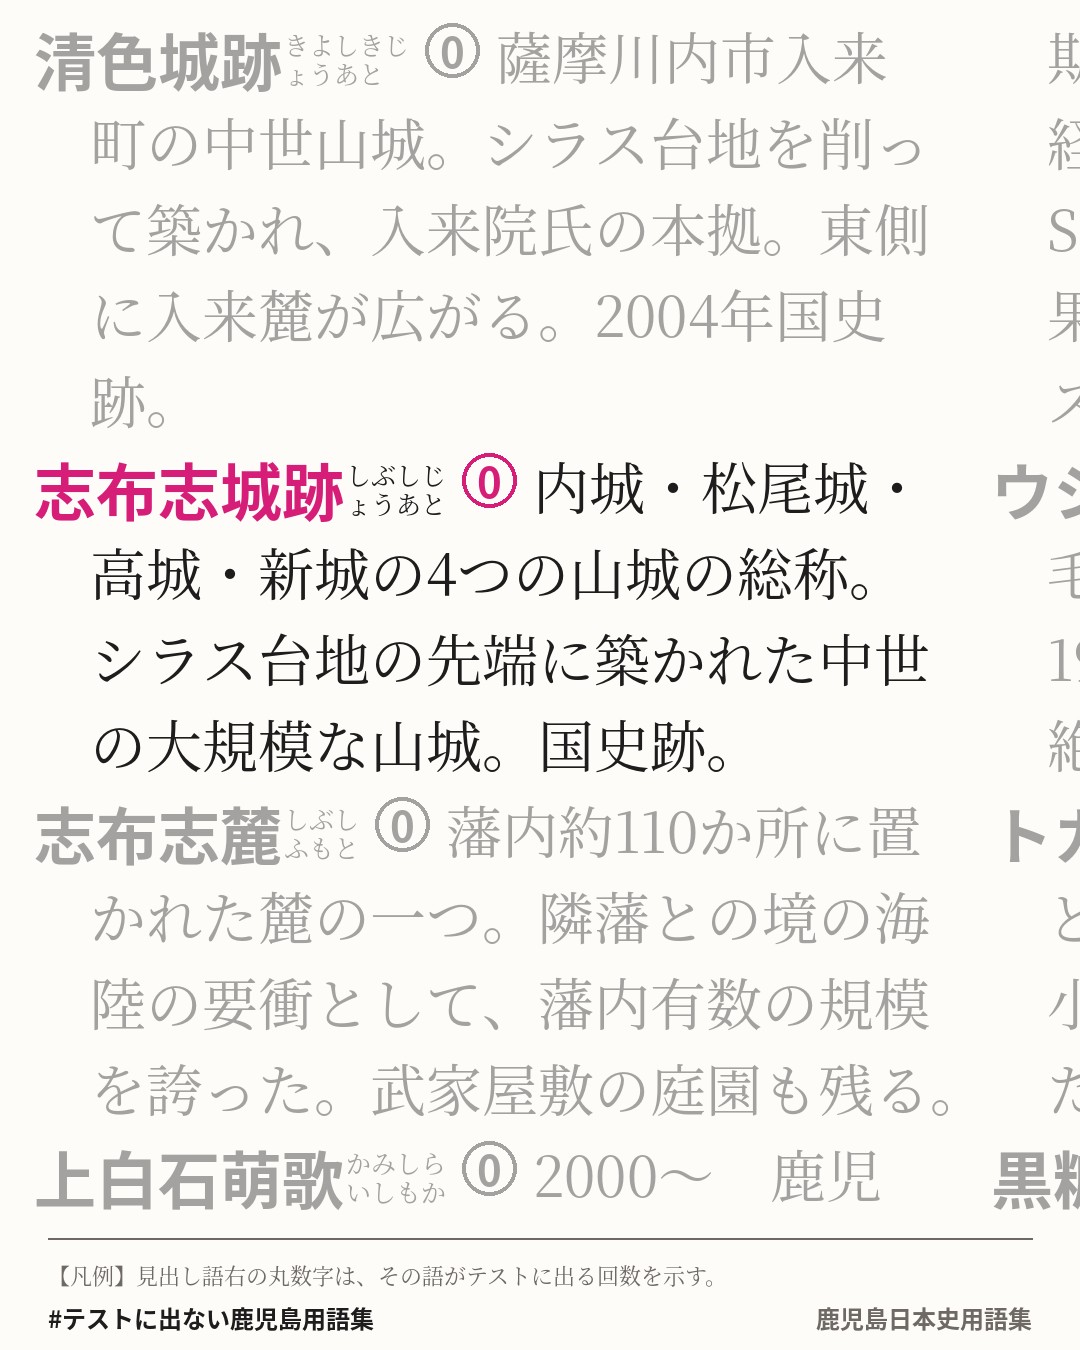 清色城跡 きよしきじょうあと ⓪ 薩摩川内市入来
町の中世山城。シラス台地を削っ
て築かれ、入来院氏の本拠。東側
に入来麓が広がる。2004年国史
跡。
志布志城跡 しぶしじょうあと ⓪ 内城・松尾城・
高城・新城の4つの山城の総称。
シラス台地の先端に築かれた中世
の大規模な山城。国史跡。
志布志麓 しぶしふもと ⓪ 藩内約110か所に置
かれた麓の一つ。隣藩との境の海
陸の要衝として、藩内有数の規模
を誇った。武家屋敷の庭園も残る。
上白石萌歌 かみしらいしもか ⓪ 2000〜　鹿児
経
S
果
ス
ウ
毛
ト
と
小
た
黒
【凡例】見出し語右の丸数字は、その語がテストに出る回数を示す。
#テストに出ない鹿児島用語集
鹿児島日本史用語集